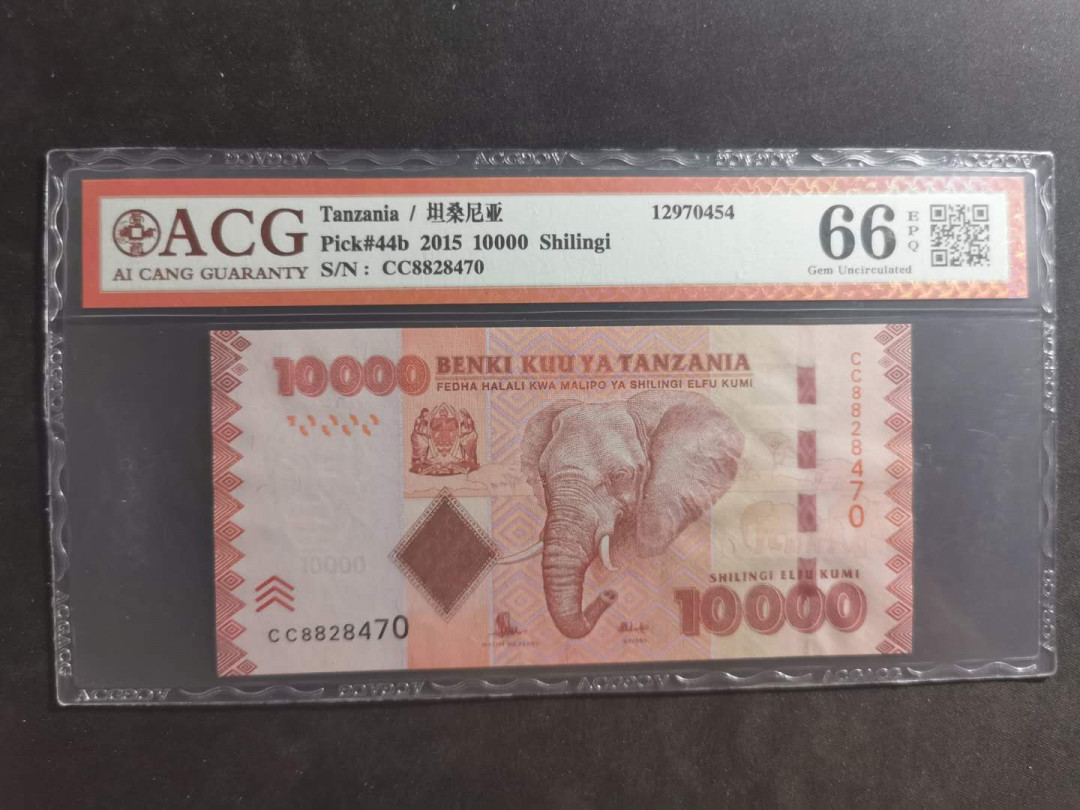 ACG
AI CANG GUARANTY
Tanzania / 坦桑尼亚
Pick#44b 2015 10000 Shilingi
S/N : CC8828470
12970454
66
EPQ
Gem Uncirculated
10000 BENKI KUU YA TANZANIA
FEDHA HALALI KWA MALIPO YA SHILINGI ELFU KUMI
CC8828470
10000
SHILINGI ELFU KUMI
10000
CC8828470